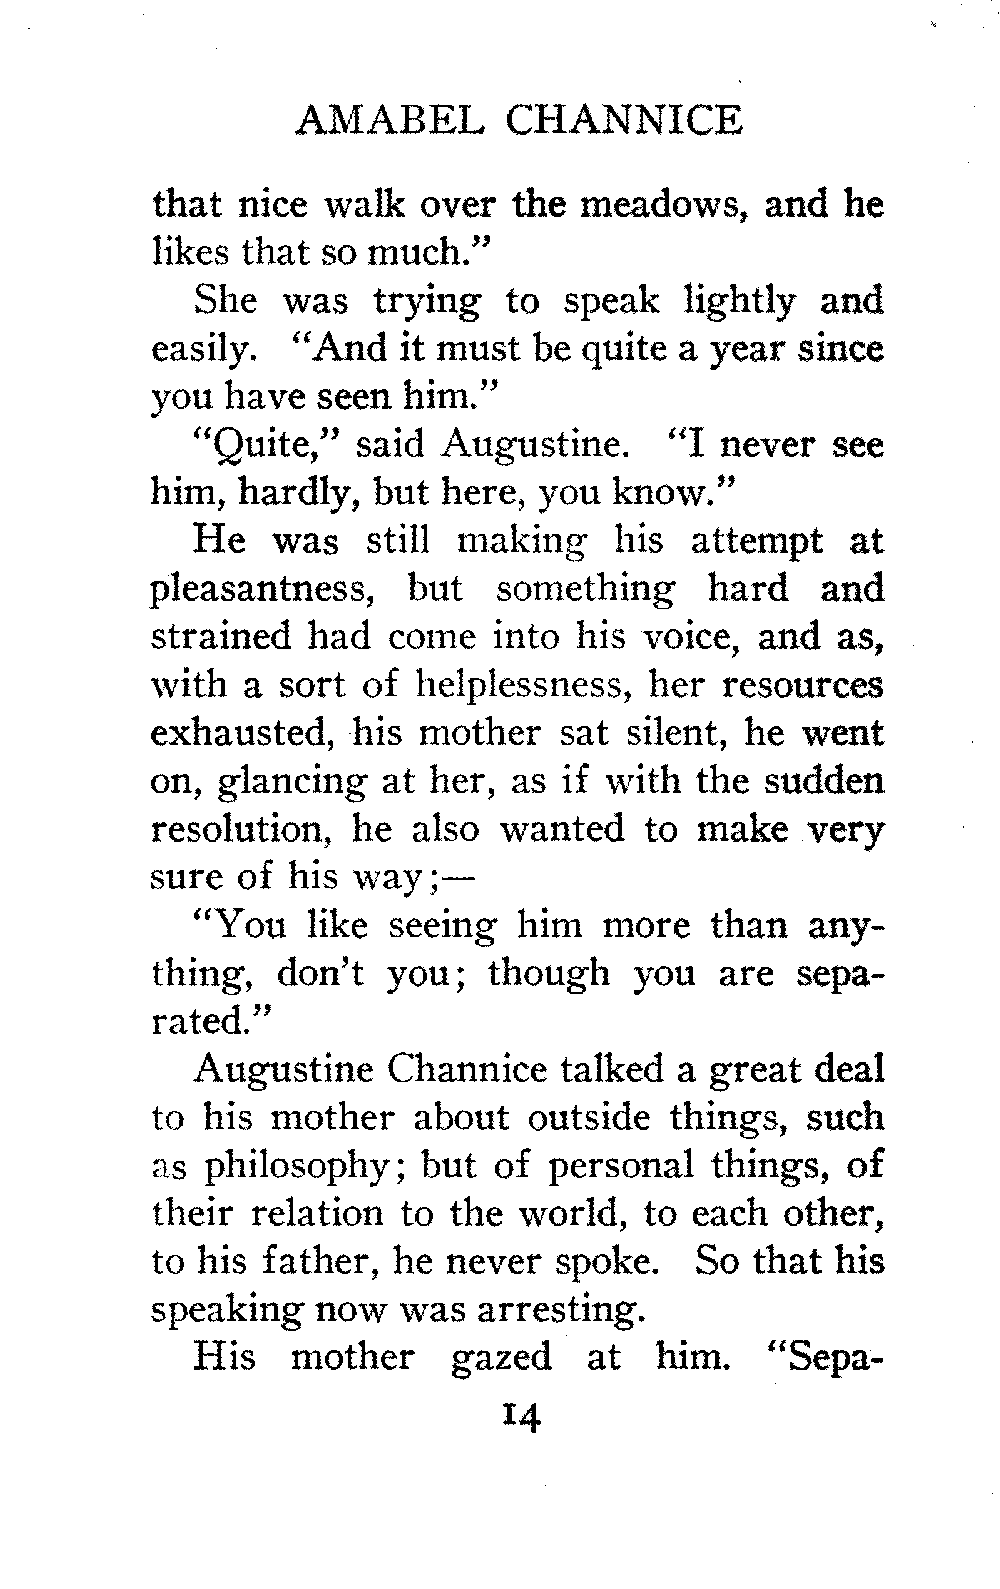 AMABEL CHANNICE
that nice walk over the meadows, and he
likes that so much."
She was trying to speak lightly and
easily. "And it must be quite a year since
you have seen him."
"Quite," said Augustine. "I never see
him, hardly, but here, you know."
He was still making his attempt at
pleasantness, but something hard and
strained had come into his voice, and as,
with a sort of helplessness, her resources
exhausted, his mother sat silent, he went
on, glancing at her, as if with the sudden
resolution, he also wanted to make very
sure of his way;—
"You like seeing him more than any-
thing, don't you; though you are sepa-
rated."
Augustine Channice talked a great deal
to his mother about outside things, such
as philosophy; but of personal things, of
their relation to the world, to each other,
to his father, he never spoke. So that his
speaking now was arresting.
His mother gazed at him. "Sepa-
14